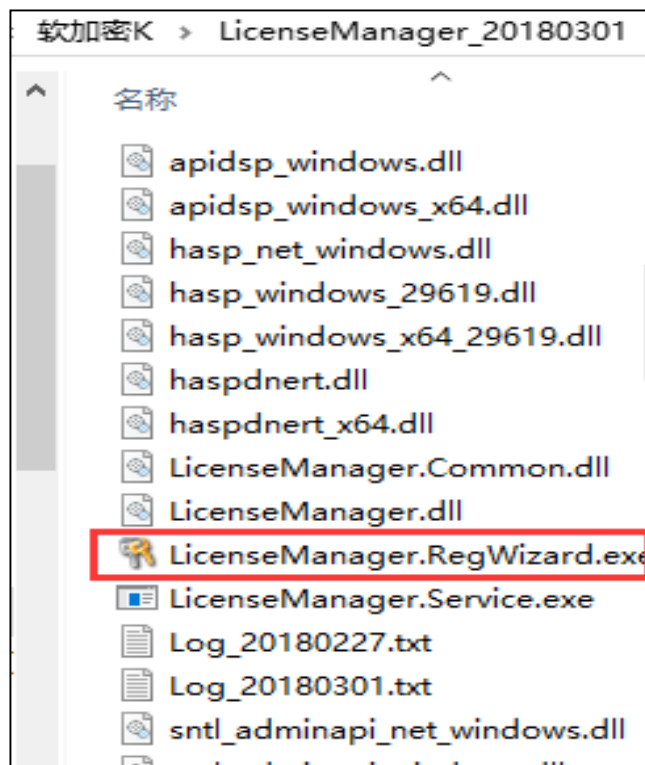 软加密K > LicenseManager_20180301
名称
apidsp_windows.dll
apidsp_windows_x64.dll
hasp_net_windows.dll
hasp_windows_29619.dll
hasp_windows_x64_29619.dll
haspdnert.dll
haspdnert_x64.dll
LicenseManager.Common.dll
LicenseManager.dll
LicenseManager.RegWizard.exe
LicenseManager.Service.exe
Log_20180227.txt
Log_20180301.txt
sntl_adminapi_net_windows.dll